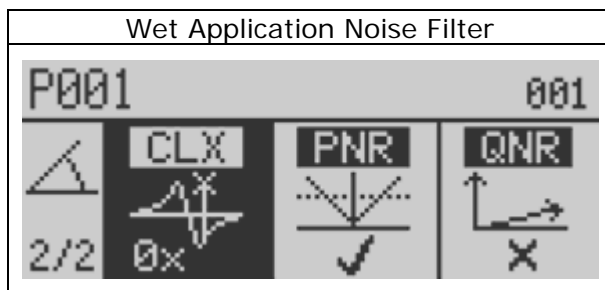 Wet Application Noise Filter
P001 001
CLX PNR QNR
2/2 0x